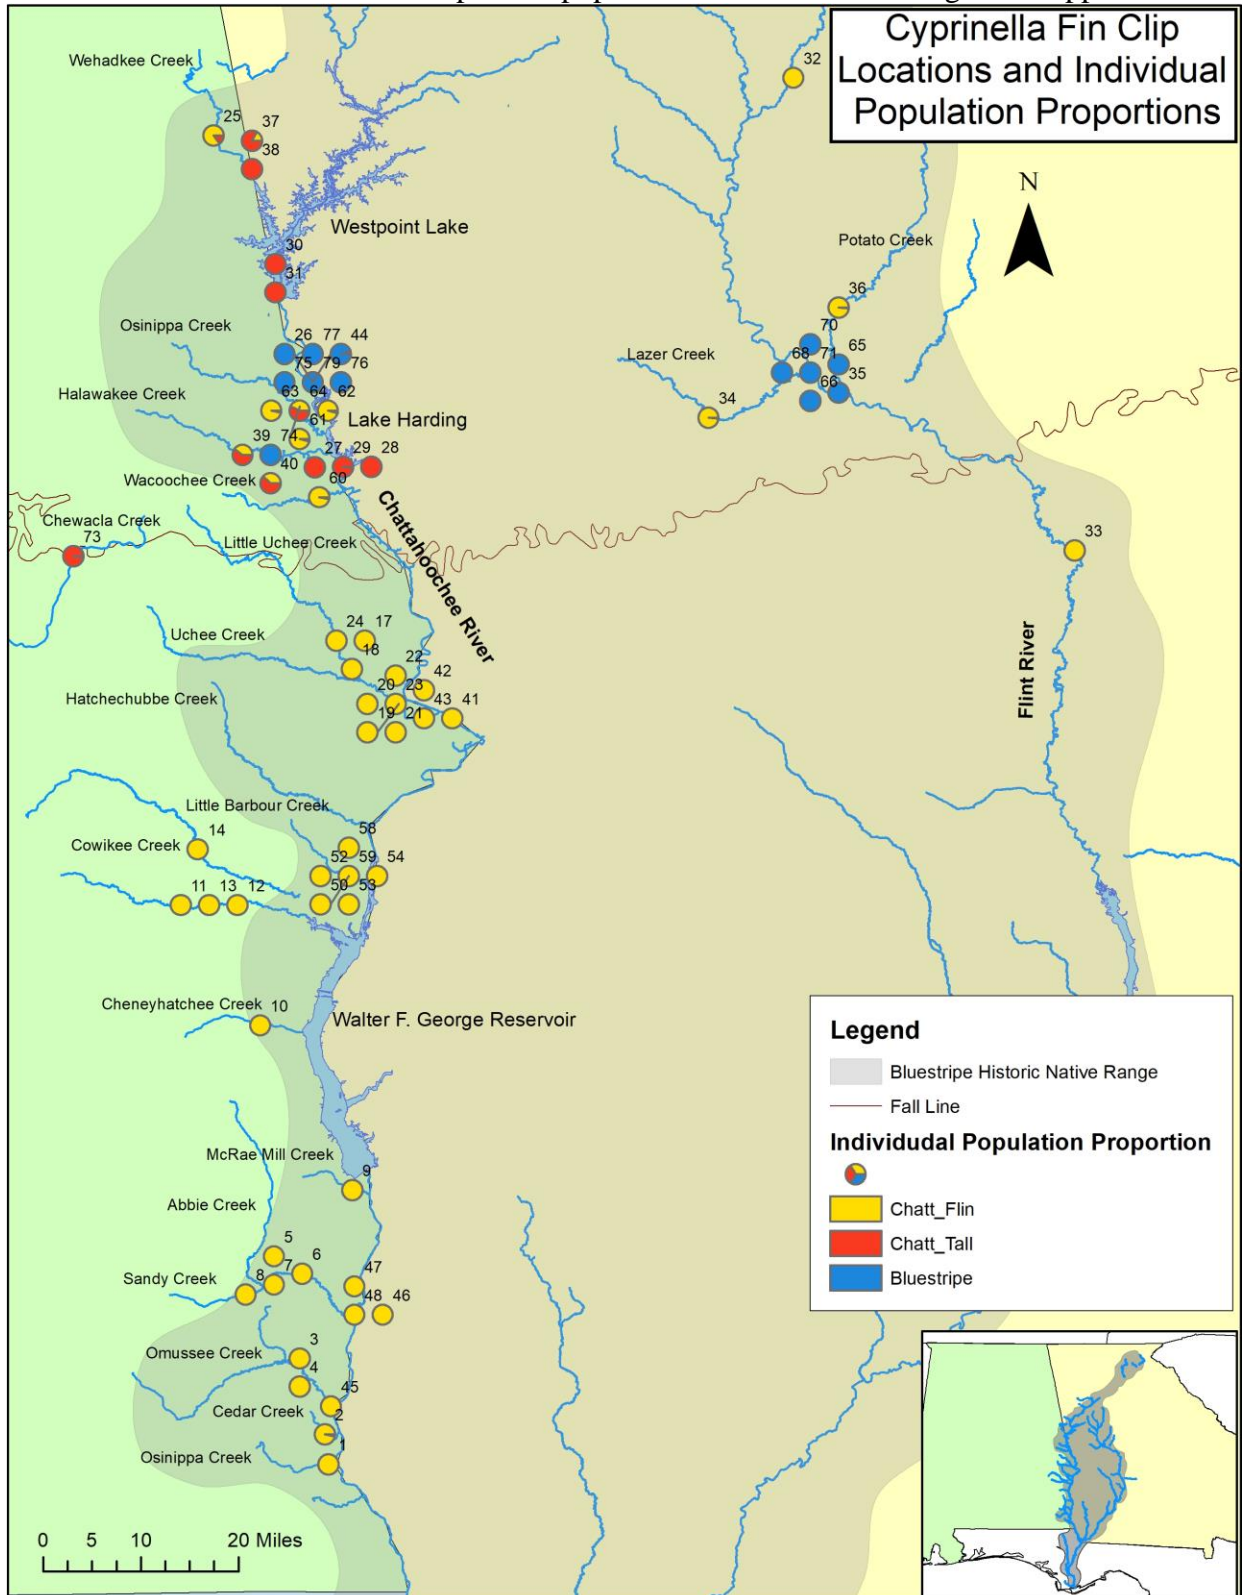 Cyprinella Fin Clip
Locations and Individual
Population Proportions
Wehadkee Creek
32
25
37
38
N
Westpoint Lake
30
31
Potato Creek
36
Osinippa Creek
26 77 44
75 79 76
70
Lazer Creek
68 71 65
66 35
34
Halawakee Creek
63 64 62
61
Lake Harding
39 74 27 29 28
40
Wacoochee Creek
60
Chewacla Creek
73
Little Uchee Creek
Chattahoochee River
33
Uchee Creek
24 17
18
22
42
Hatchechubbe Creek
20 23
43 41
19 21
Flint River
Little Barbour Creek
58
Cowikee Creek
14
52 59 54
11 13 12
50 53
Cheneyhatchee Creek
10
Walter F. George Reservoir
McRae Mill Creek
9
Abbie Creek
5
7
6
Sandy Creek
8
47
48 46
Omussee Creek
3
4
45
Cedar Creek
2
1
Osinippa Creek
0 5 10 20 Miles
Legend
Bluestripe Historic Native Range
Fall Line
Individudal Population Proportion
Chatt_Flin
Chatt_Tall
Bluestripe